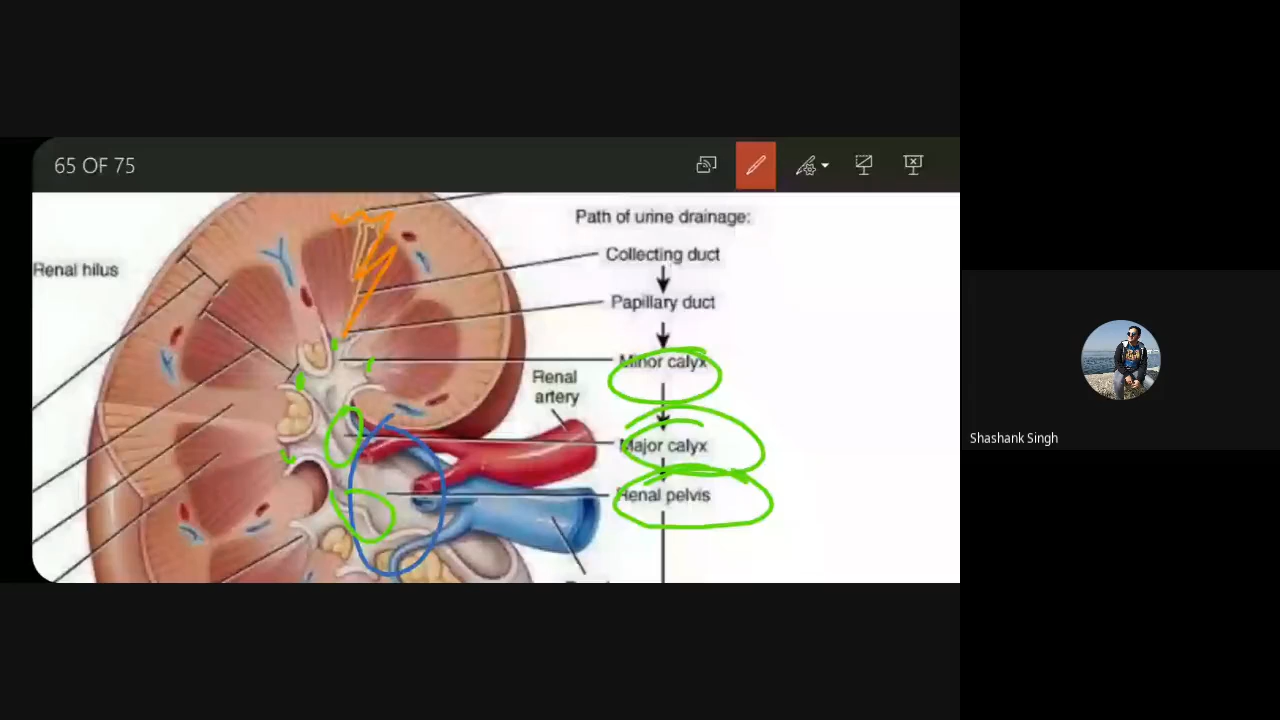 65 OF 75
Path of urine drainage:
Collecting duct
Renal hilus
Papillary duct
Minor calyx
Renal
artery
Major calyx
Renal pelvis
Shashank Singh